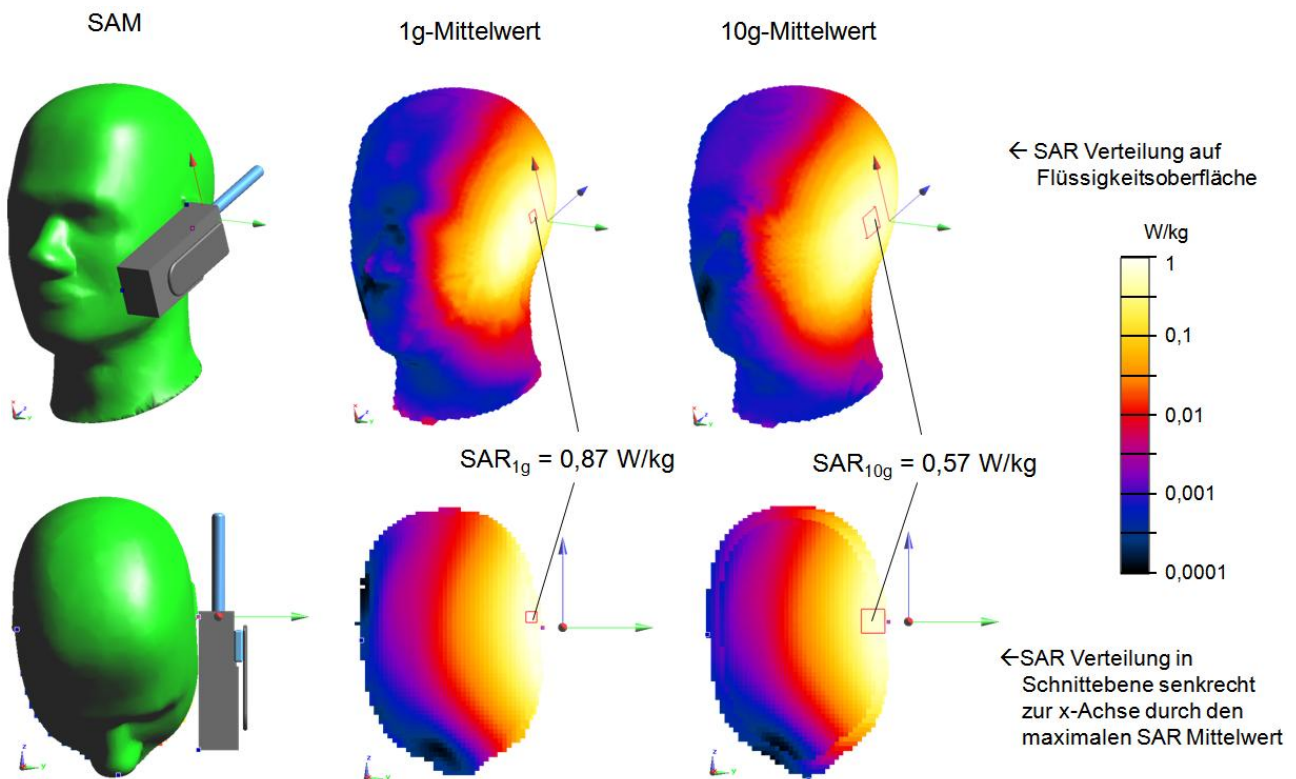 SAM
1g-Mittelwert
10g-Mittelwert
← SAR Verteilung auf
Flüssigkeitsoberfläche
W/kg
1
0,1
0,01
0,001
0,0001
SAR1g = 0,87 W/kg
SAR10g = 0,57 W/kg
←SAR Verteilung in
Schnittebene senkrecht
zur x-Achse durch den
maximalen SAR Mittelwert